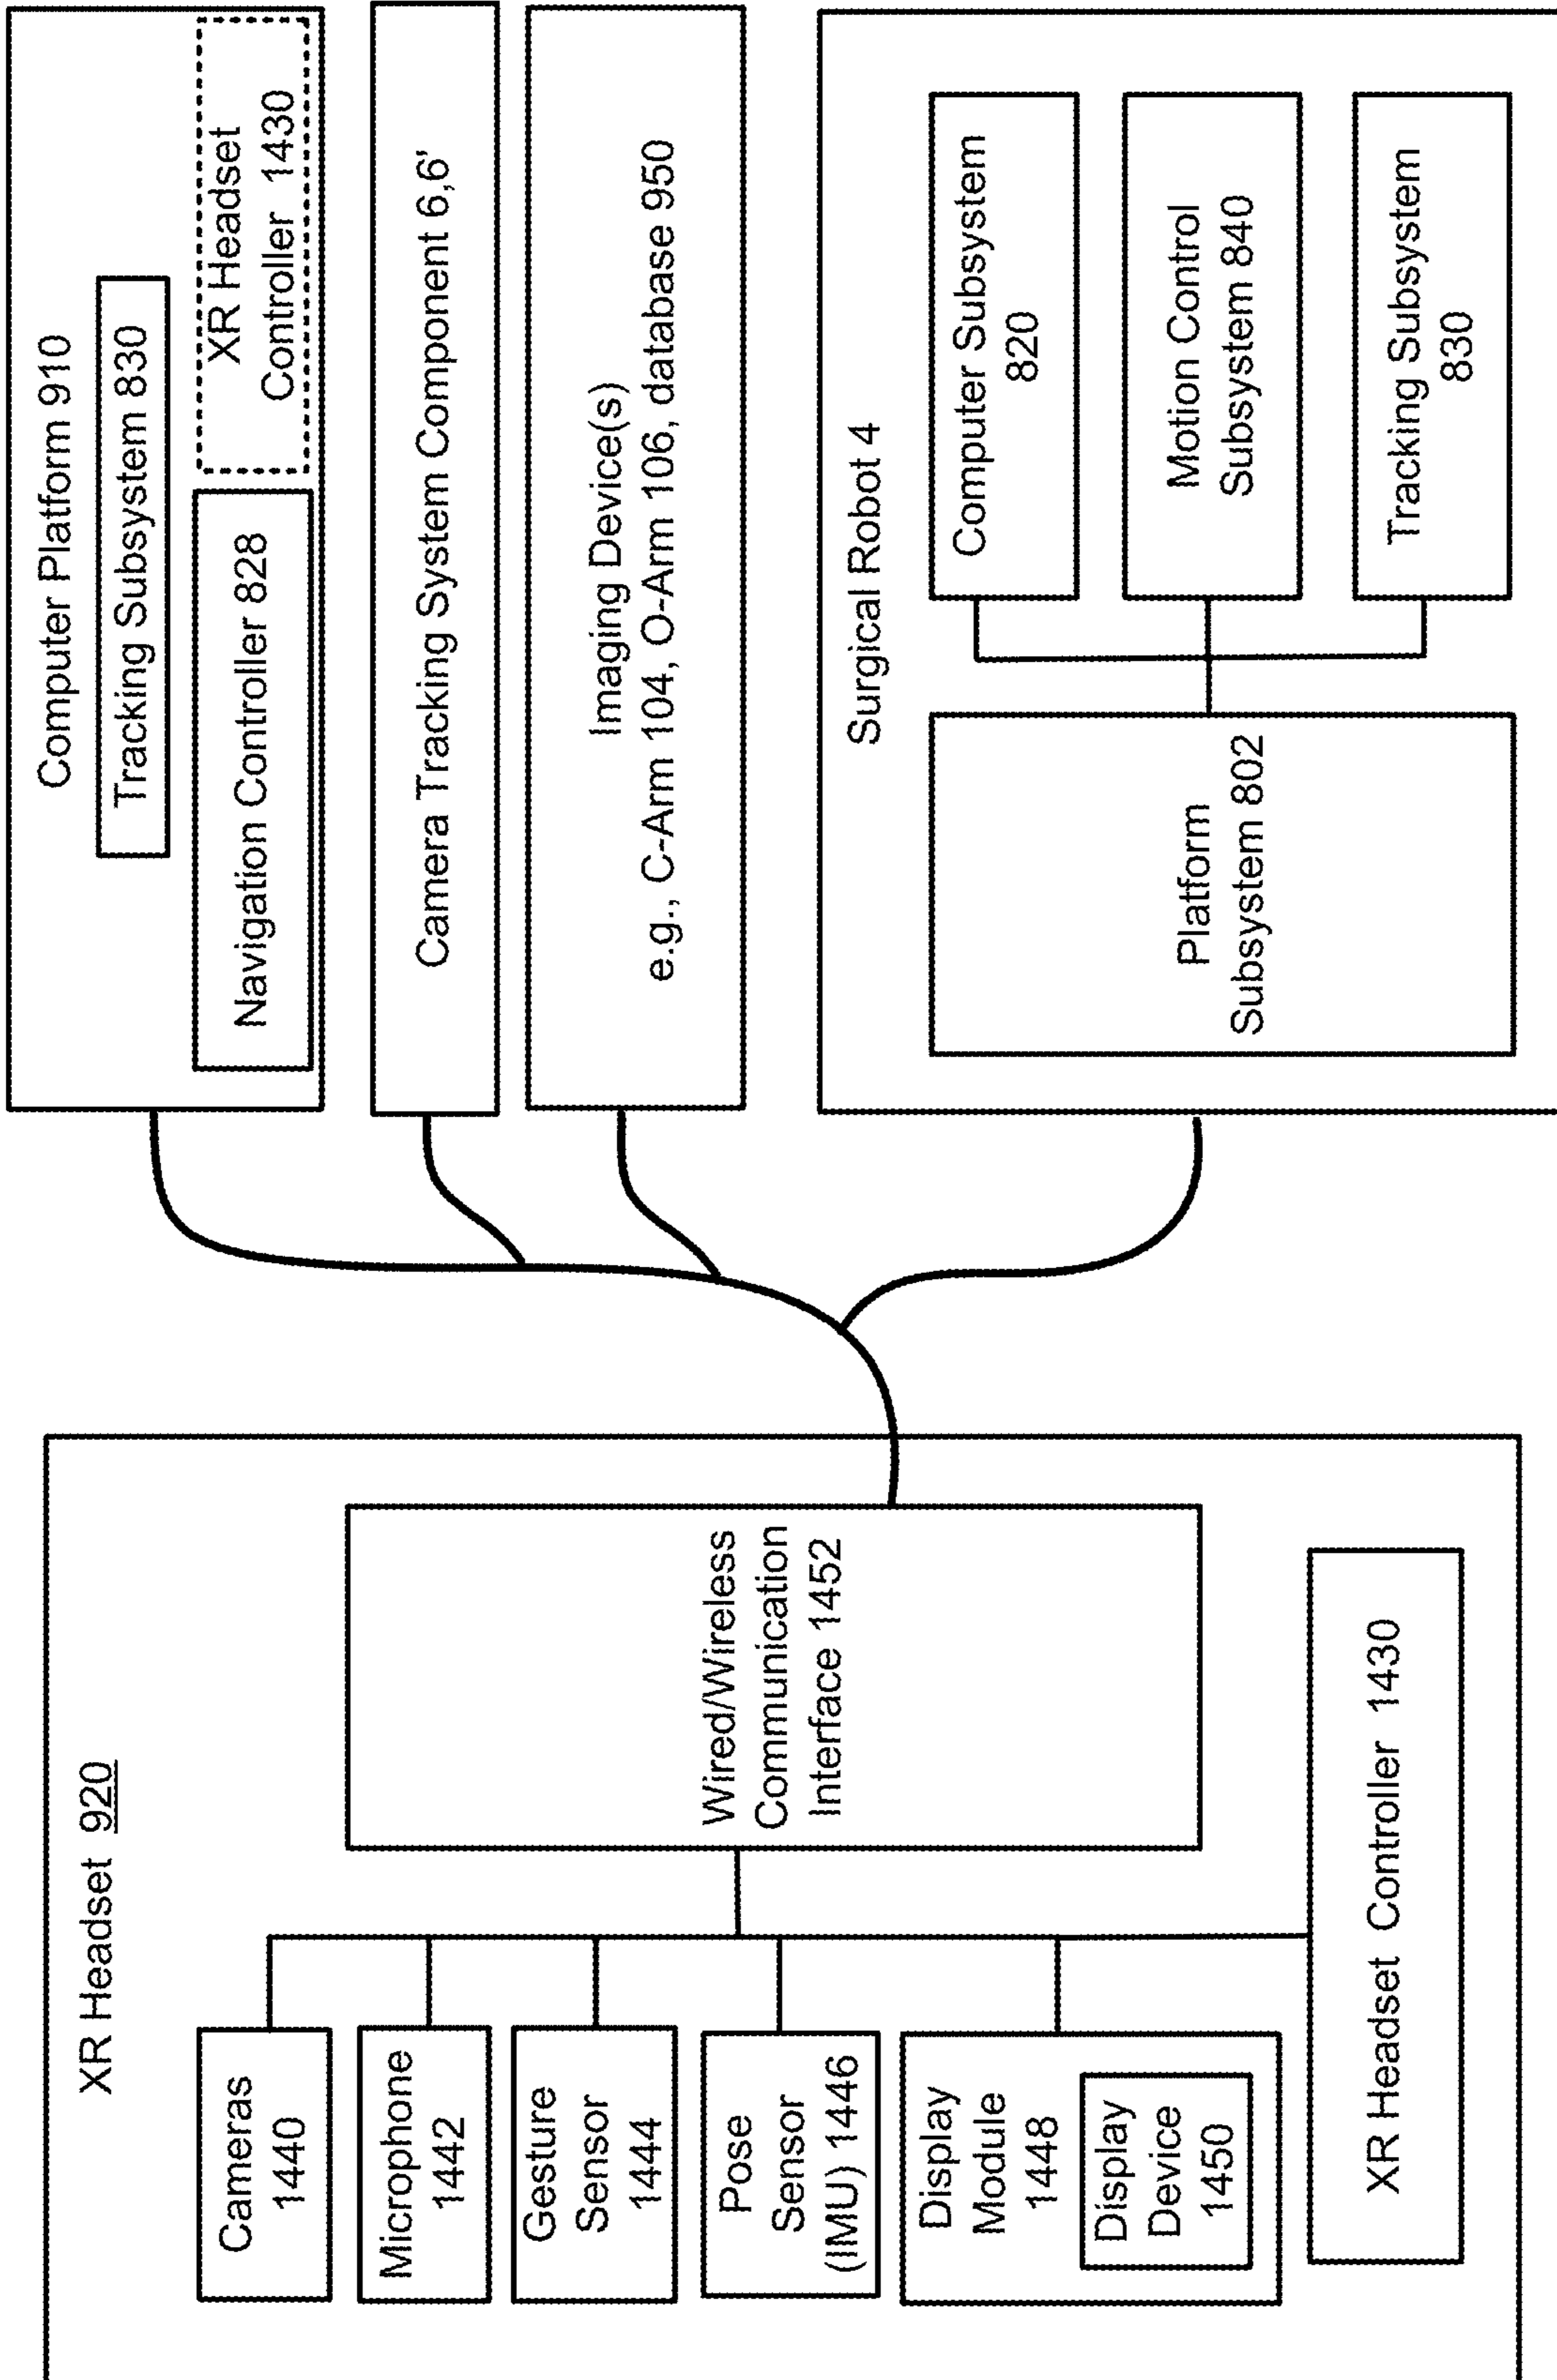 XR Headset 920
Cameras
1440
Microphone
1442
Gesture
Sensor
1444
Pose
Sensor
(IMU) 1446
Display
Module
1448
Display
Device
1450
Wired/Wireless
Communication
Interface 1452
XR Headset Controller 1430
Computer Platform 910
Tracking Subsystem 830
Navigation Controller 828
XR Headset
Controller 1430
Camera Tracking System Component 6,6'
Imaging Device(s)
e.g., C-Arm 104, O-Arm 106, database 950
Surgical Robot 4
Platform
Subsystem 802
Computer Subsystem
820
Motion Control
Subsystem 840
Tracking Subsystem
830